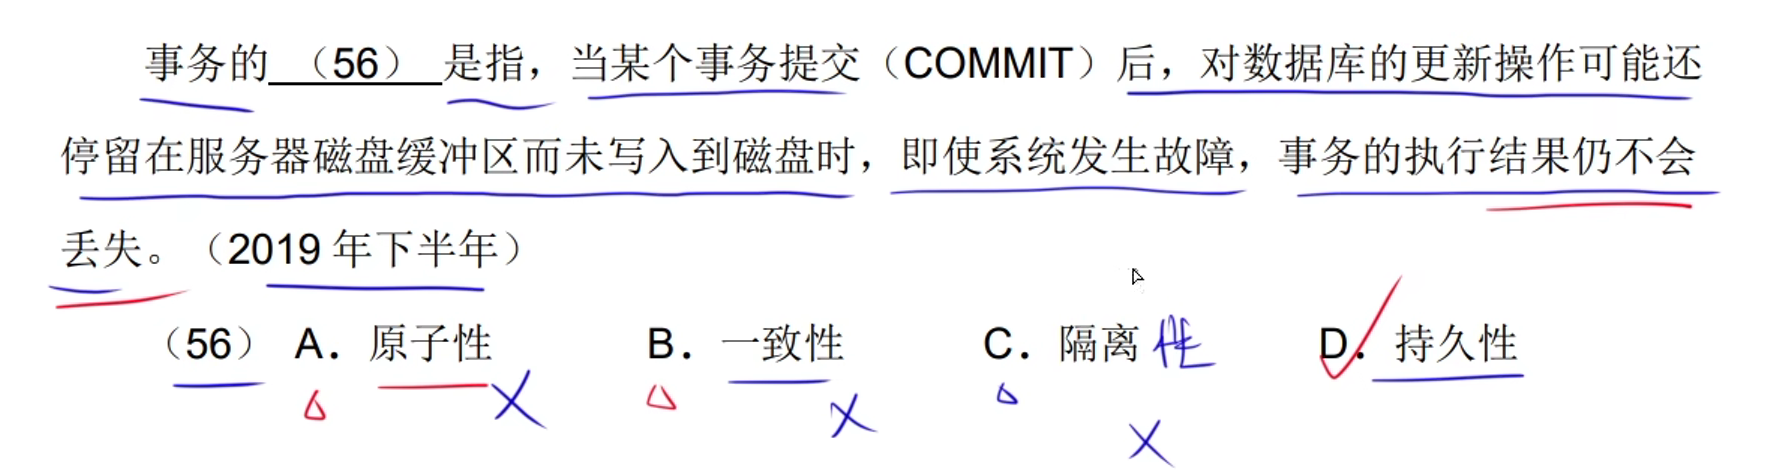 事务的 （56） 是指，当某个事务提交（COMMIT）后，对数据库的更新操作可能还
停留在服务器磁盘缓冲区而未写入到磁盘时，即使系统发生故障，事务的执行结果仍不会
丢失。（2019 年下半年）
（56） A．原子性 B．一致性 C．隔离性 D．持久性